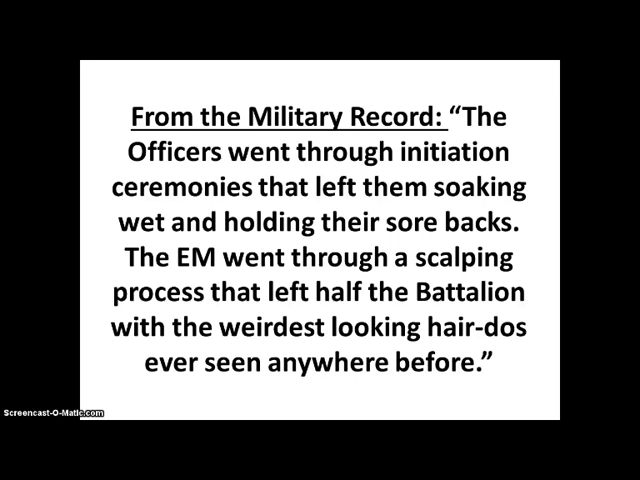 From the Military Record: “The
Officers went through initiation
ceremonies that left them soaking
wet and holding their sore backs.
The EM went through a scalping
process that left half the Battalion
with the weirdest looking hair-dos
ever seen anywhere before.”
Screencast-O-Matic.com